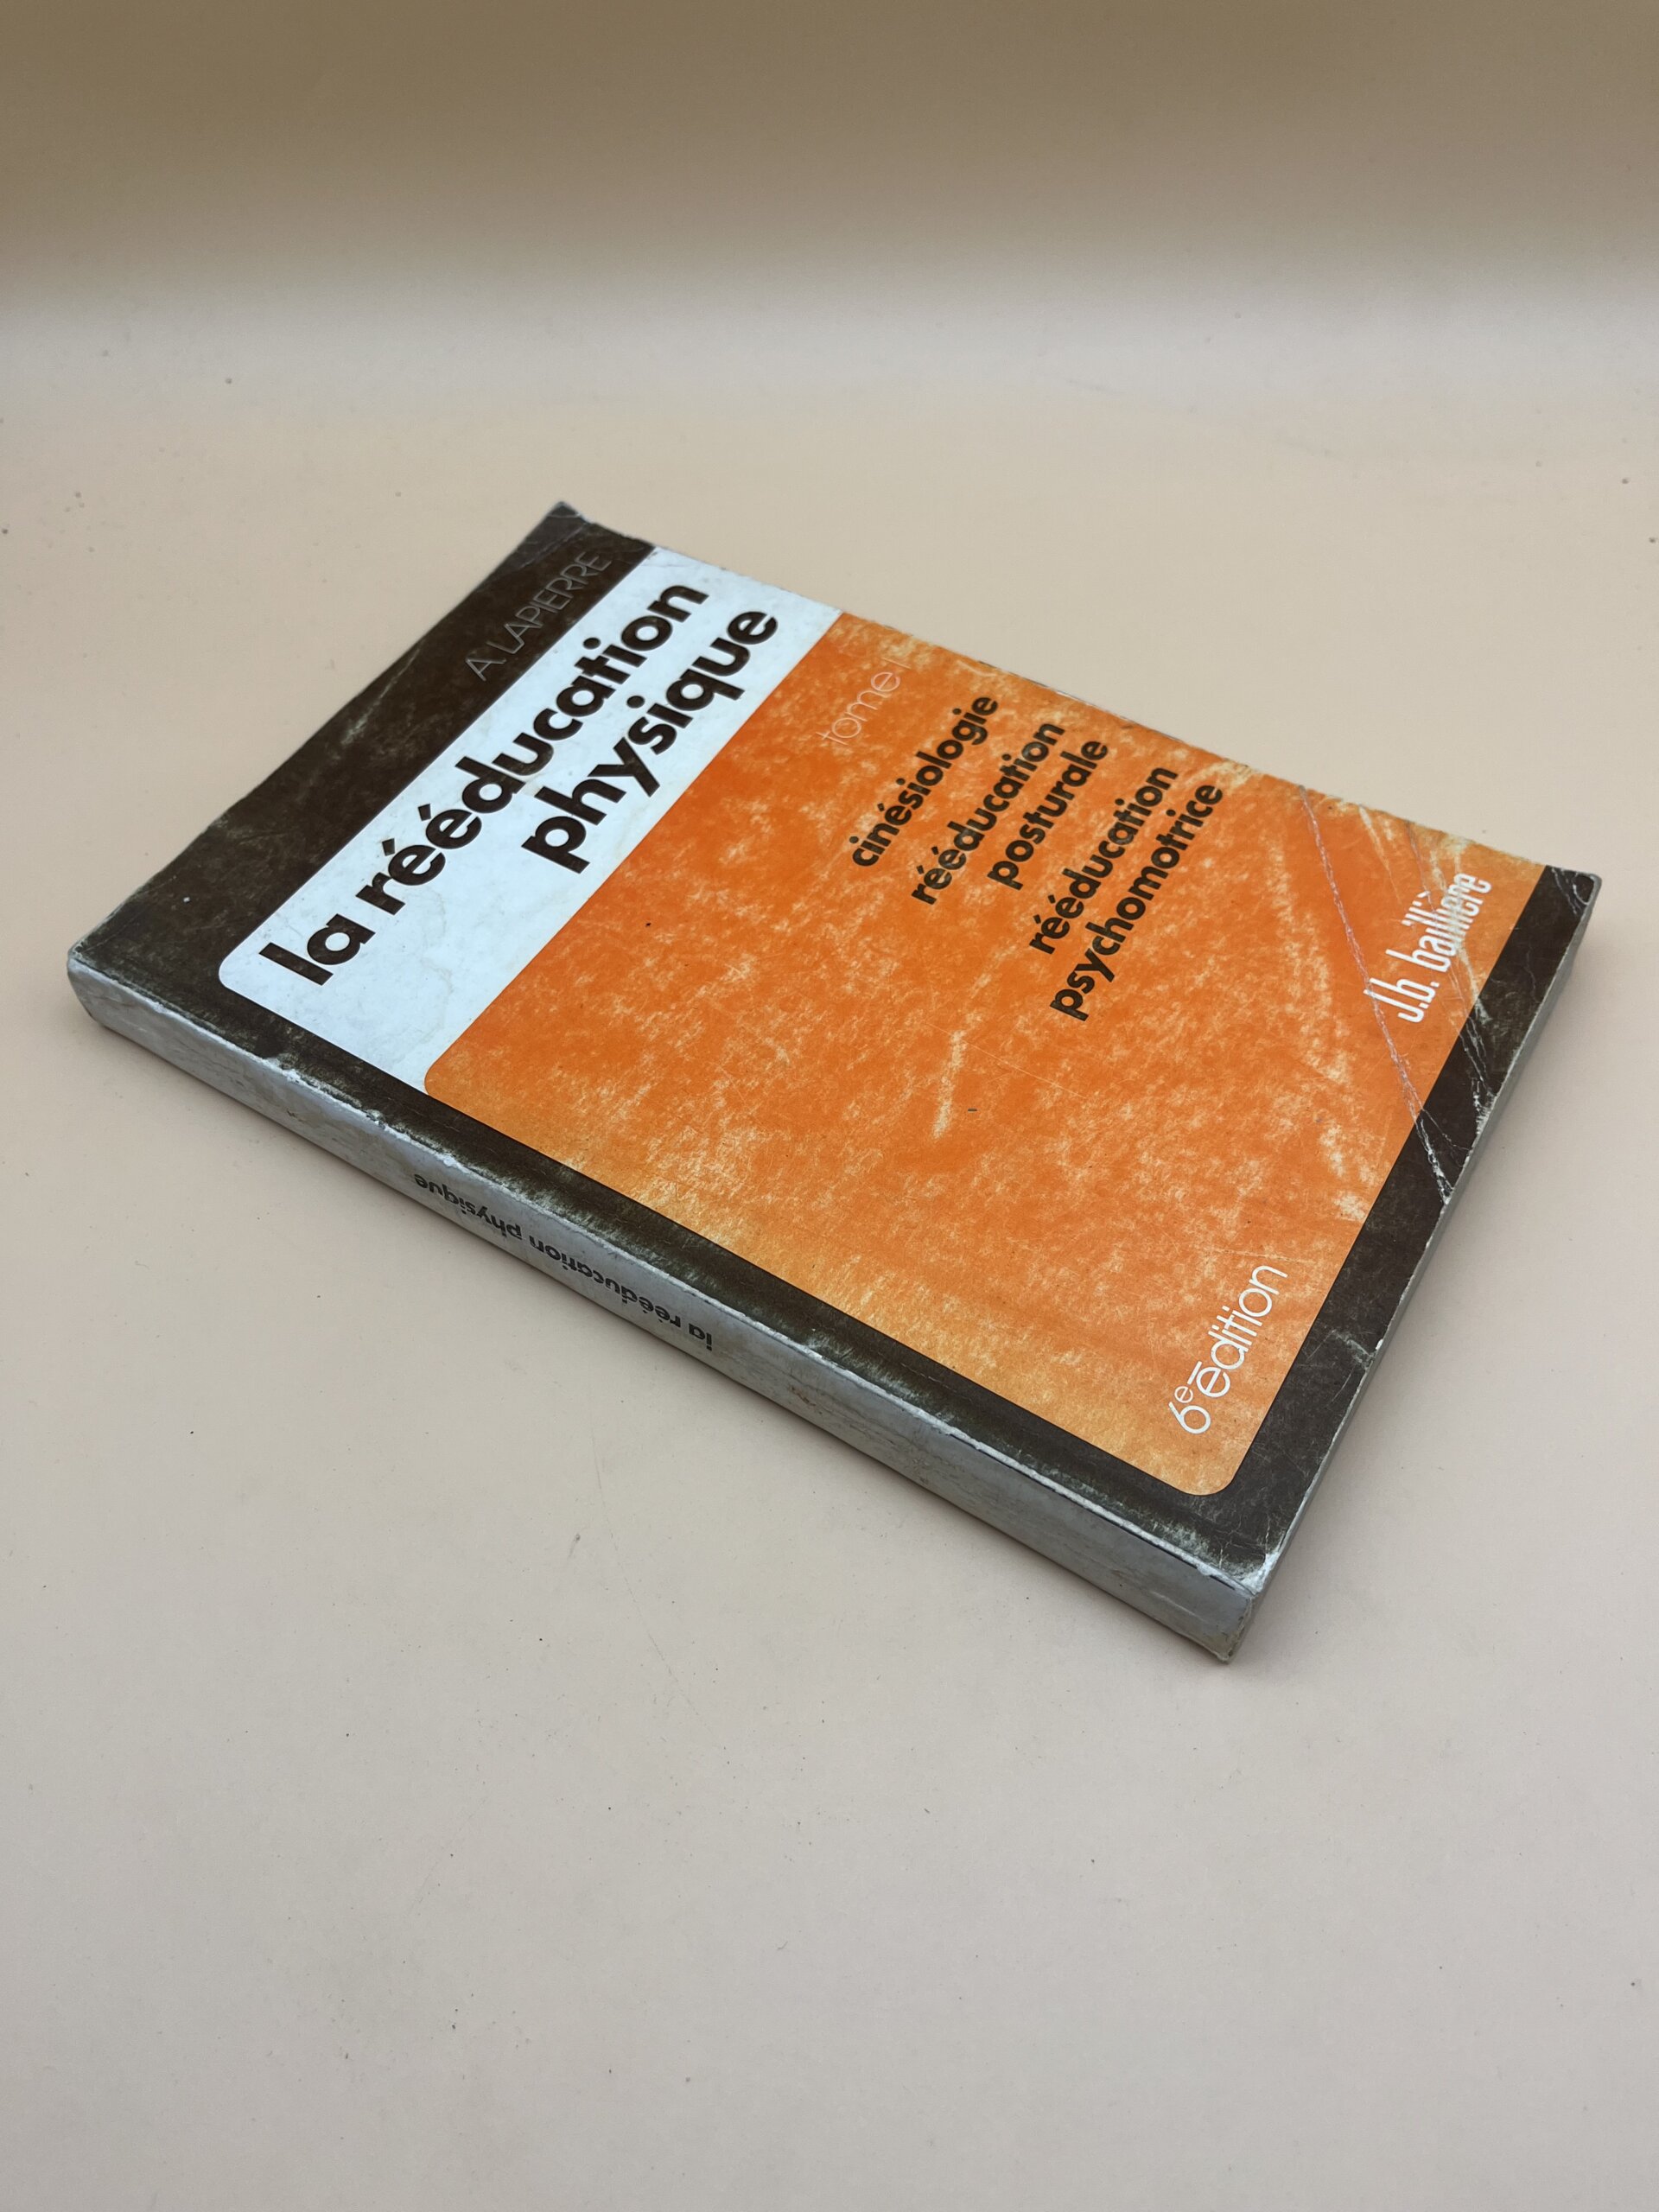 A. LAPIERRE
la rééducation
physique
tome I
cinésiologie
rééducation
posturale
rééducation
psychomotrice
j.b. baillière
6e édition
la rééducation physique